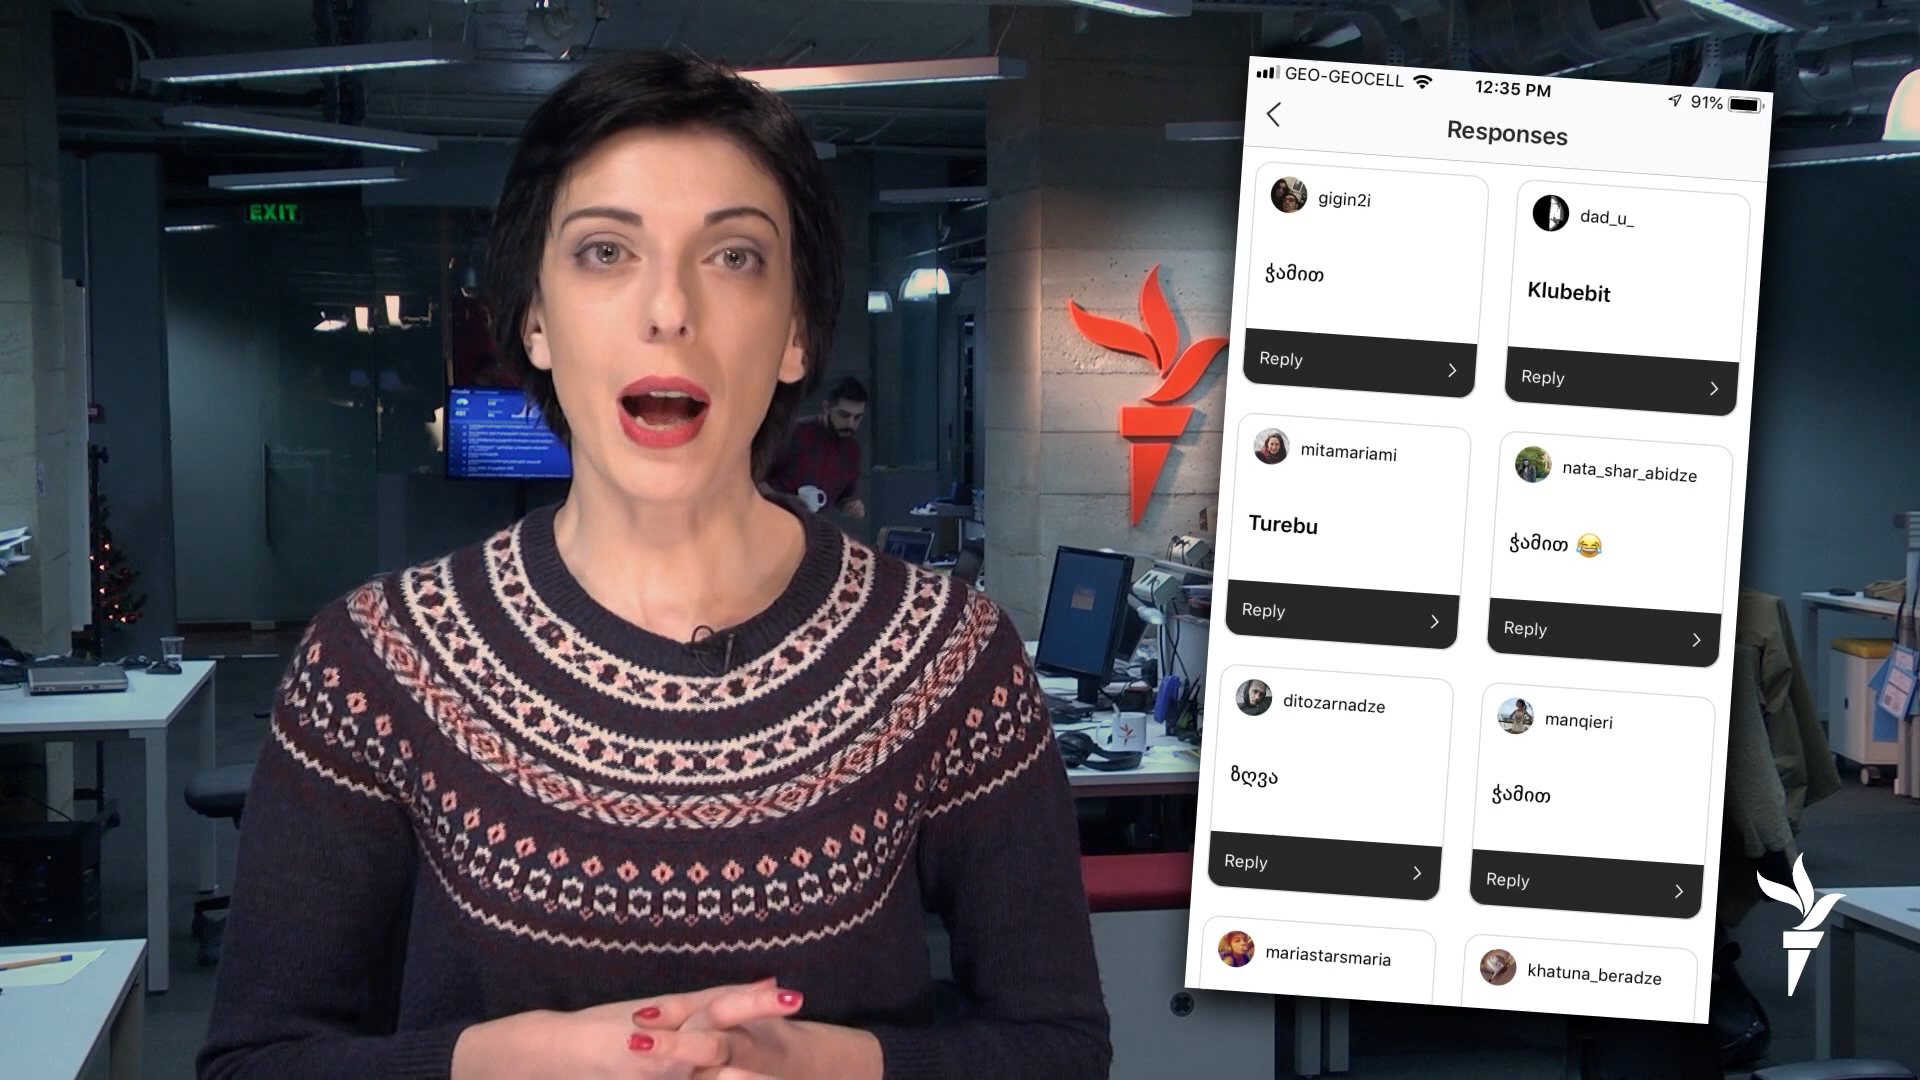 EXIT
GEO-GEOCELL 12:35 PM 91%
Responses
gigin2i
ჭამით
Reply
dad_u_
Klubebit
Reply
mitamariami
Turebu
Reply
nata_shar_abidze
ჭამით 😂
Reply
ditozarnadze
ზღვა
Reply
manqieri
ჭამით
Reply
mariastarsmaria
khatuna_beradze